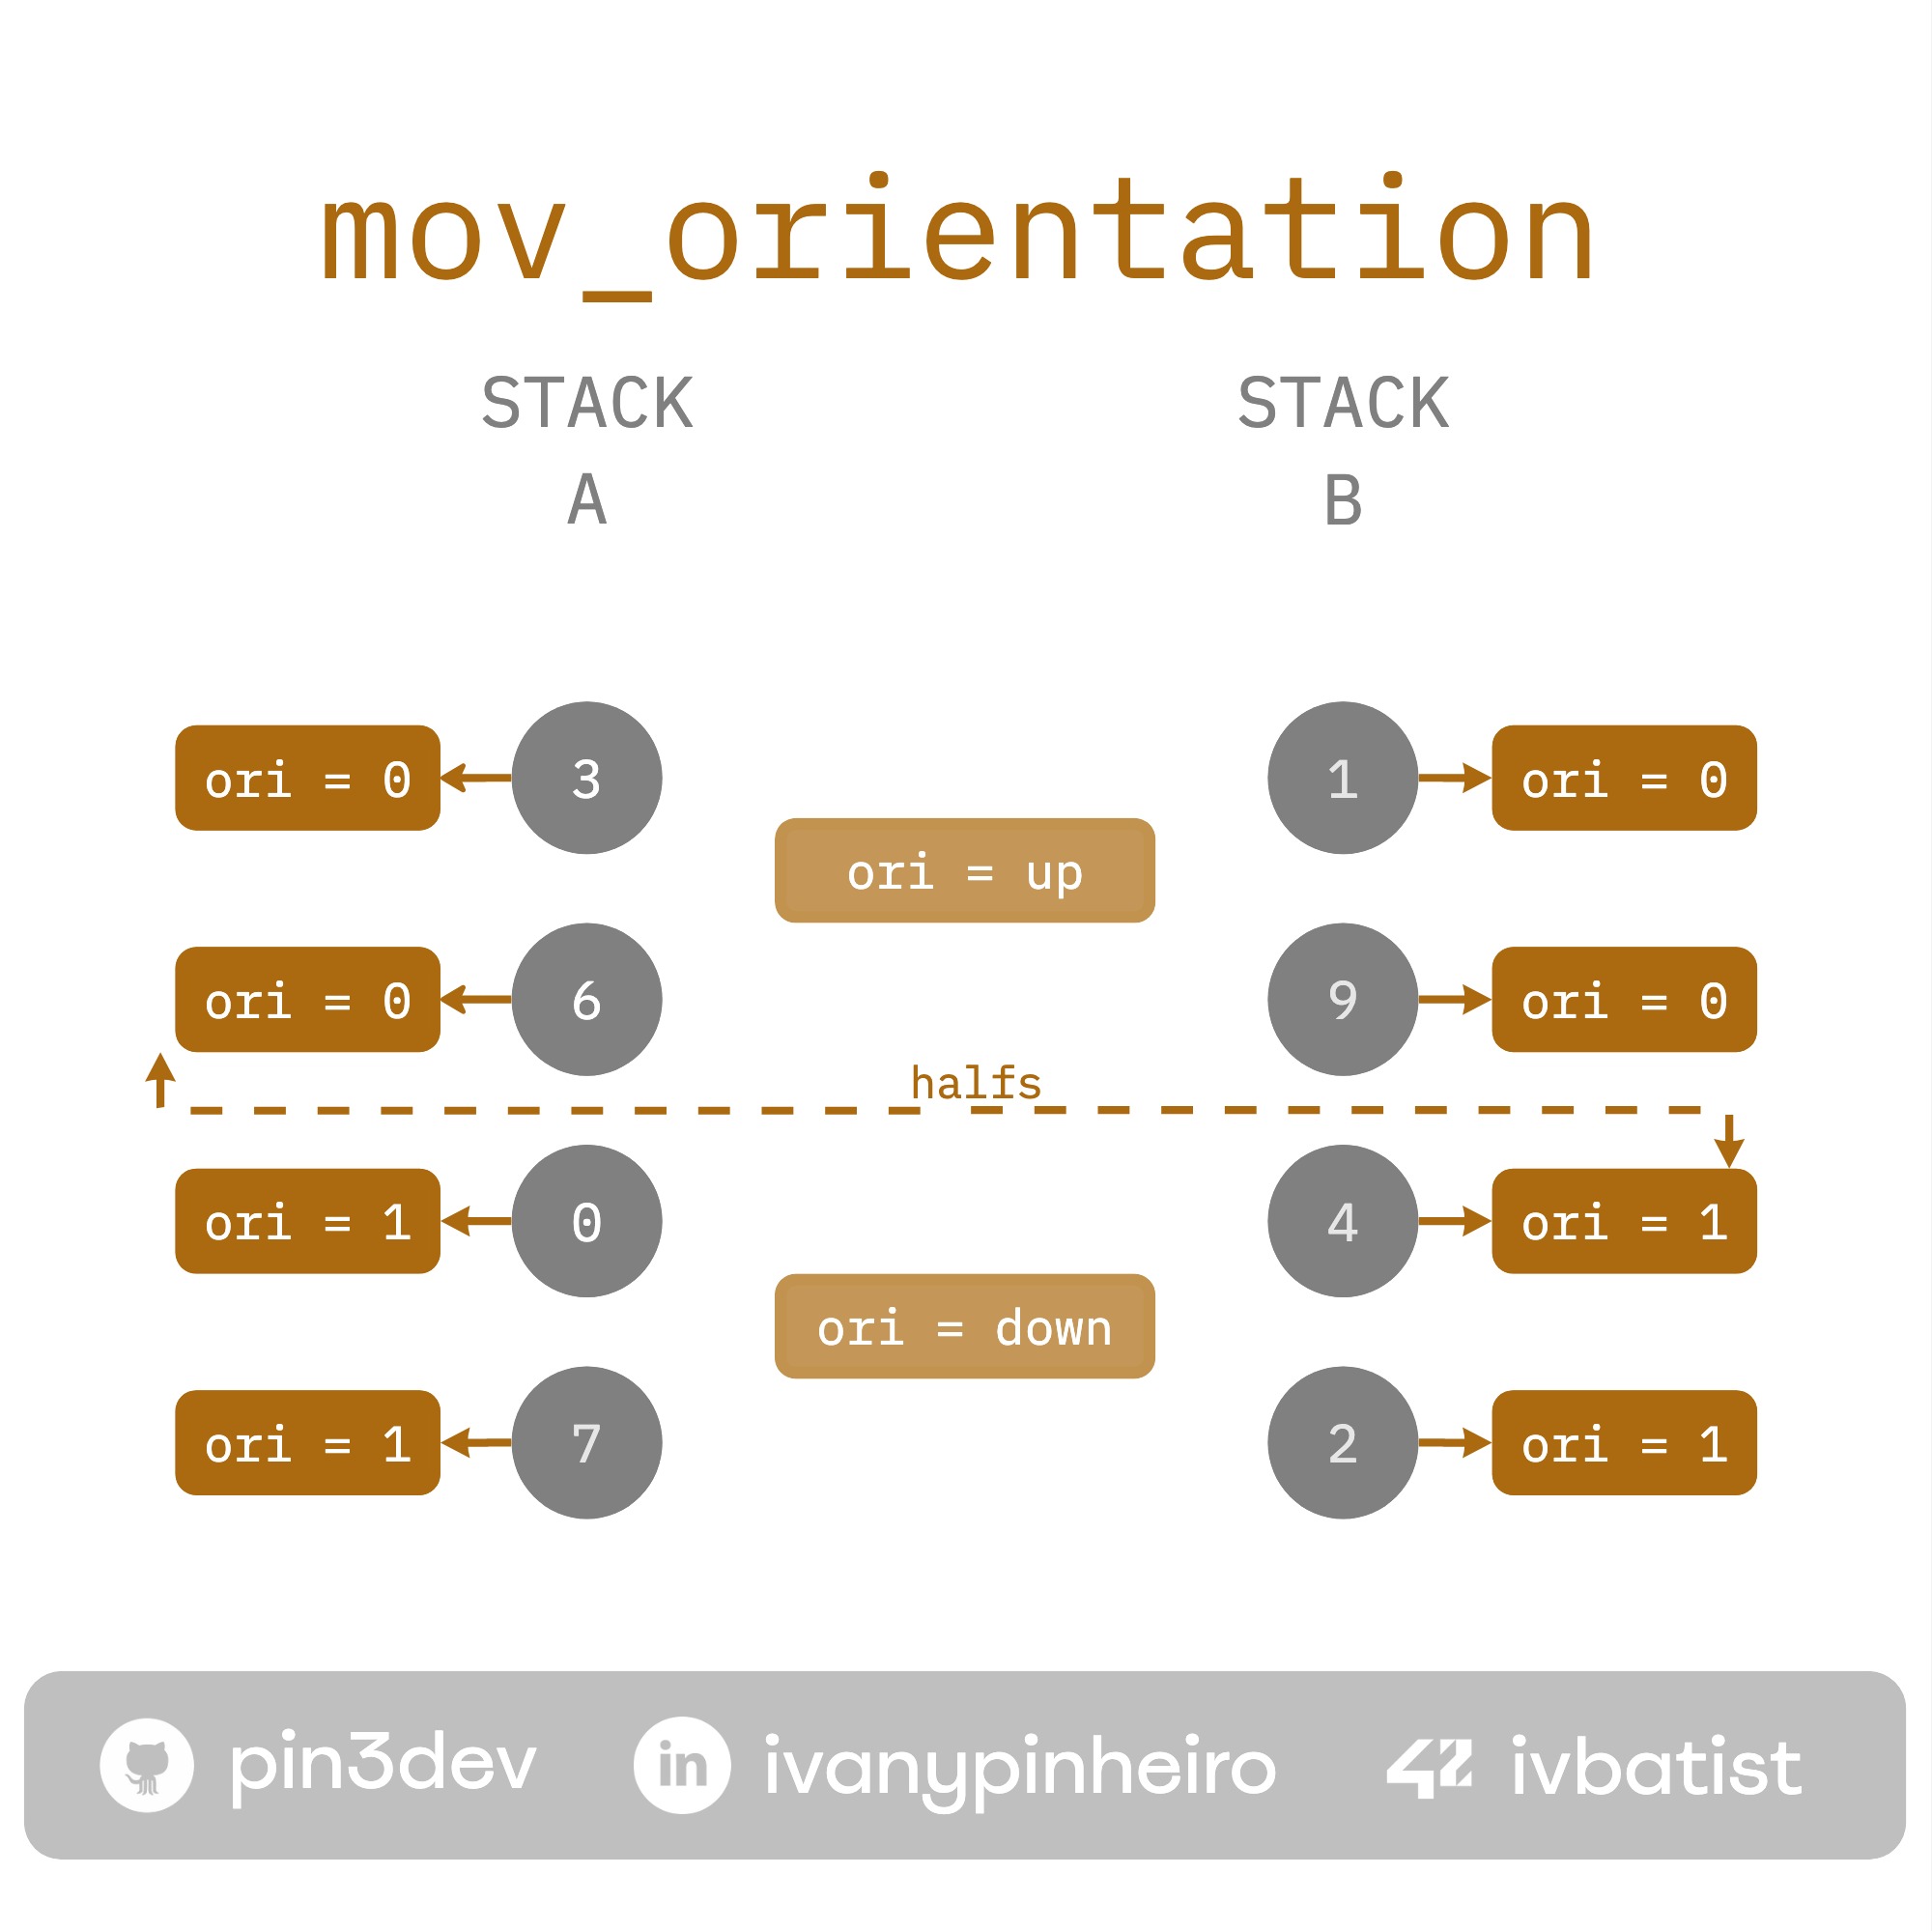 mov_orientation
STACK
A
STACK
B
ori = 0
3
1
ori = 0
ori = up
ori = 0
6
9
ori = 0
halfs
ori = 1
0
4
ori = 1
ori = down
ori = 1
7
2
ori = 1
in
pin3dev
ivanypinheiro
42
ivbatist